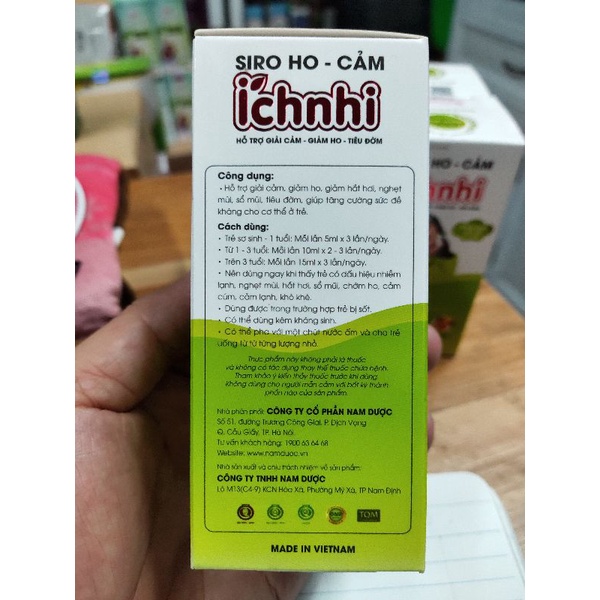 SIRO HO - CẢM
ichnhi
HỖ TRỢ GIẢI CẢM - GIẢM HO - TIÊU ĐỜM
Công dụng:
• Hỗ trợ giải cảm, giảm ho, giảm hắt hơi, nghẹt
mũi, sổ mũi, tiêu đờm, giúp tăng cường sức đề
kháng cho cơ thể ở trẻ.
Cách dùng:
• Trẻ sơ sinh - 1 tuổi: Mỗi lần 5ml x 3 lần/ngày.
• Từ 1 - 3 tuổi: Mỗi lần 10ml x 2 - 3 lần/ngày.
• Trên 3 tuổi: Mỗi lần 15ml x 3 lần/ngày.
• Nên dùng ngay khi thấy trẻ có dấu hiệu nhiễm
lạnh, nghẹt mũi, hắt hơi, sổ mũi, chớm ho, cảm
cúm, cảm lạnh, khò khè.
• Dùng được trong trường hợp trẻ bị sốt.
• Có thể dùng kèm kháng sinh.
• Có thể pha với một chút nước ấm và cho trẻ
uống từ từ từng lượng nhỏ.
Thực phẩm này không phải là thuốc
và không có tác dụng thay thế thuốc chữa bệnh.
Tham khảo ý kiến thầy thuốc trước khi dùng.
Không dùng cho người mẫn cảm với bất kỳ thành
phần nào của sản phẩm.
Nhà phân phối: CÔNG TY CỔ PHẦN NAM DƯỢC
Số 51, đường Trương Công Giai, P. Dịch Vọng
Q. Cầu Giấy, TP. Hà Nội.
Tư vấn khách hàng: 1900 63 64 68
Website: www.namduoc.vn
Nhà sản xuất và chịu trách nhiệm về sản phẩm:
CÔNG TY TNHH NAM DƯỢC
Lô M13(C4-9) KCN Hòa Xá, Phường Mỹ Xá, TP Nam Định
TQM
MADE IN VIETNAM
HO - CẢM
chnhi